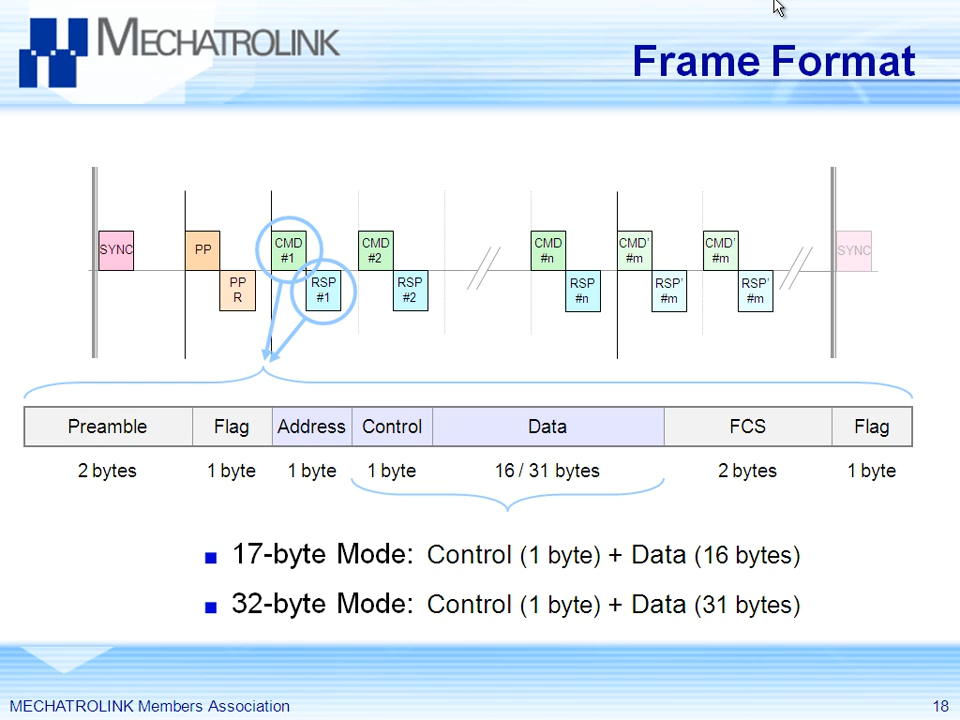 MECHATROLINK
Frame Format
SYNC
PP
CMD
#1
CMD
#2
CMD
#n
CMD'
#m
CMD'
#m
SYNC
PP
R
RSP
#1
RSP
#2
RSP
#n
RSP'
#m
RSP'
#m
Preamble Flag Address Control Data FCS Flag
2 bytes 1 byte 1 byte 1 byte 16 / 31 bytes 2 bytes 1 byte
17-byte Mode: Control (1 byte) + Data (16 bytes)
32-byte Mode: Control (1 byte) + Data (31 bytes)
MECHATROLINK Members Association 18